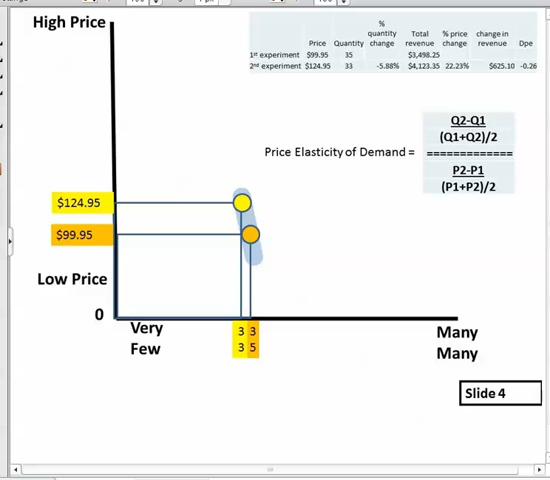 High Price
%
quantity
% price
change in
Price Quantity change
Total
revenue
change
revenue
Dpe
1st experiment $99.95 35 $3,498.25
2nd experiment $124.95 33 -5.88% $4,123.35 22.23% $625.10 -0.26
Q2-Q1
(Q1+Q2)/2
Price Elasticity of Demand = =============
P2-P1
(P1+P2)/2
$124.95
$99.95
Low Price
0
Very
Few
3 3
3 5
Many
Many
Slide 4